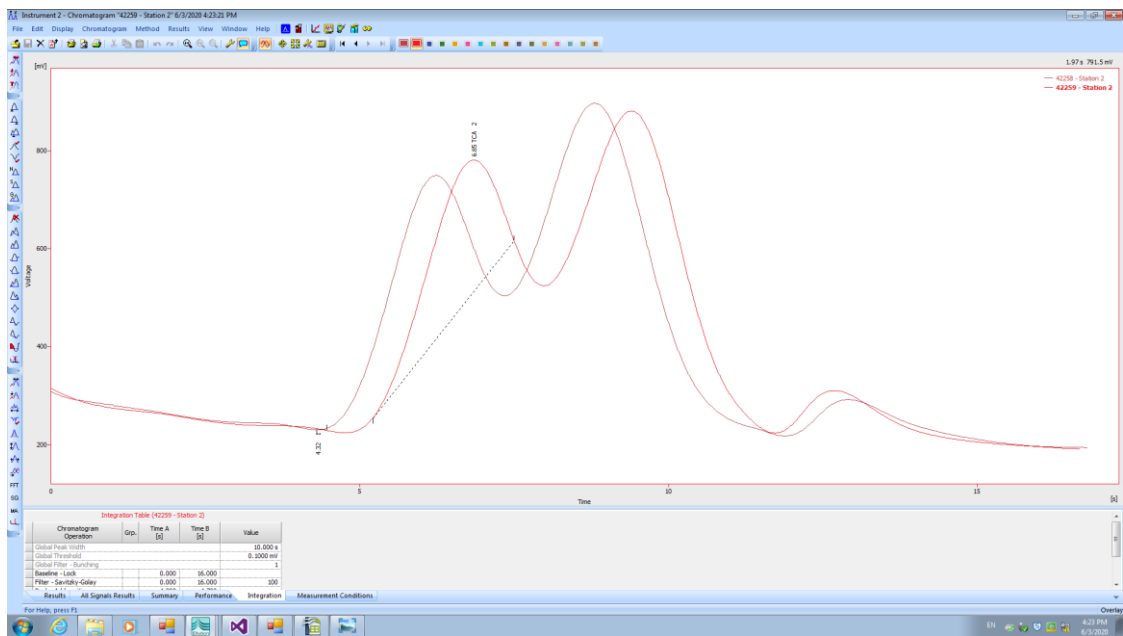 Instrument 2 - Chromatogram "42259 - Station 2" 6/3/2020 4:23:21 PM
File Edit Display Chromatogram Method Results View Window Help
1.97 s 791.5 mV
[mV]
42258 - Station 2
42259 - Station 2
6.85 TCA 2
800
600
400
200
Voltage
4.32
0 5 10 15 [s]
Time
FFT
SG
MA
Integration Table (42259 - Station 2)
Chromatogram Operation Grp. Time A [s] Time B [s] Value
Global Peak Width 10.000 s
Global Threshold 0.1000 mV
Global Filter - Bunching 1
Baseline - Lock 0.000 16.000
Filter - Savitzky-Golay 0.000 16.000 100
Results All Signals Results Summary Performance Integration Measurement Conditions
For Help, press F1 Overlay
EN 4:23 PM
6/3/2020